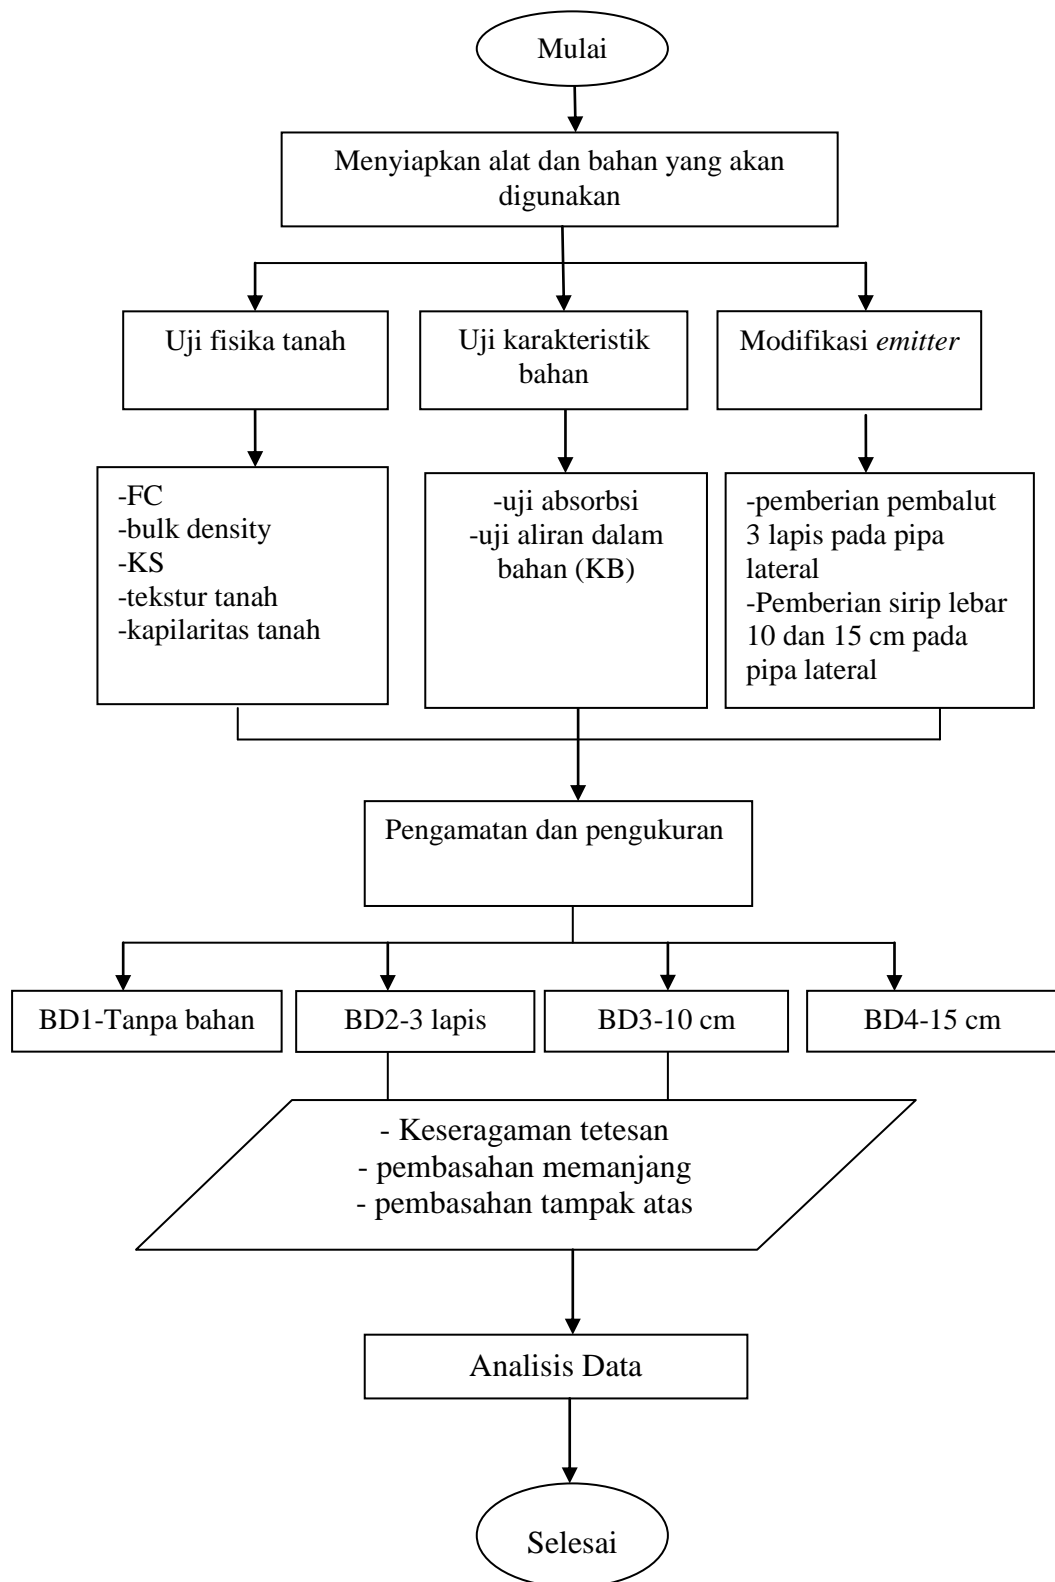 Mulai
Menyiapkan alat dan bahan yang akan
digunakan
Uji fisika tanah
Uji karakteristik
bahan
Modifikasi emitter
-FC
-bulk density
-KS
-tekstur tanah
-kapilaritas tanah
-uji absorbsi
-uji aliran dalam
bahan (KB)
-pemberian pembalut
3 lapis pada pipa
lateral
-Pemberian sirip lebar
10 dan 15 cm pada
pipa lateral
Pengamatan dan pengukuran
BD1-Tanpa bahan
BD2-3 lapis
BD3-10 cm
BD4-15 cm
- Keseragaman tetesan
- pembasahan memanjang
- pembasahan tampak atas
Analisis Data
Selesai